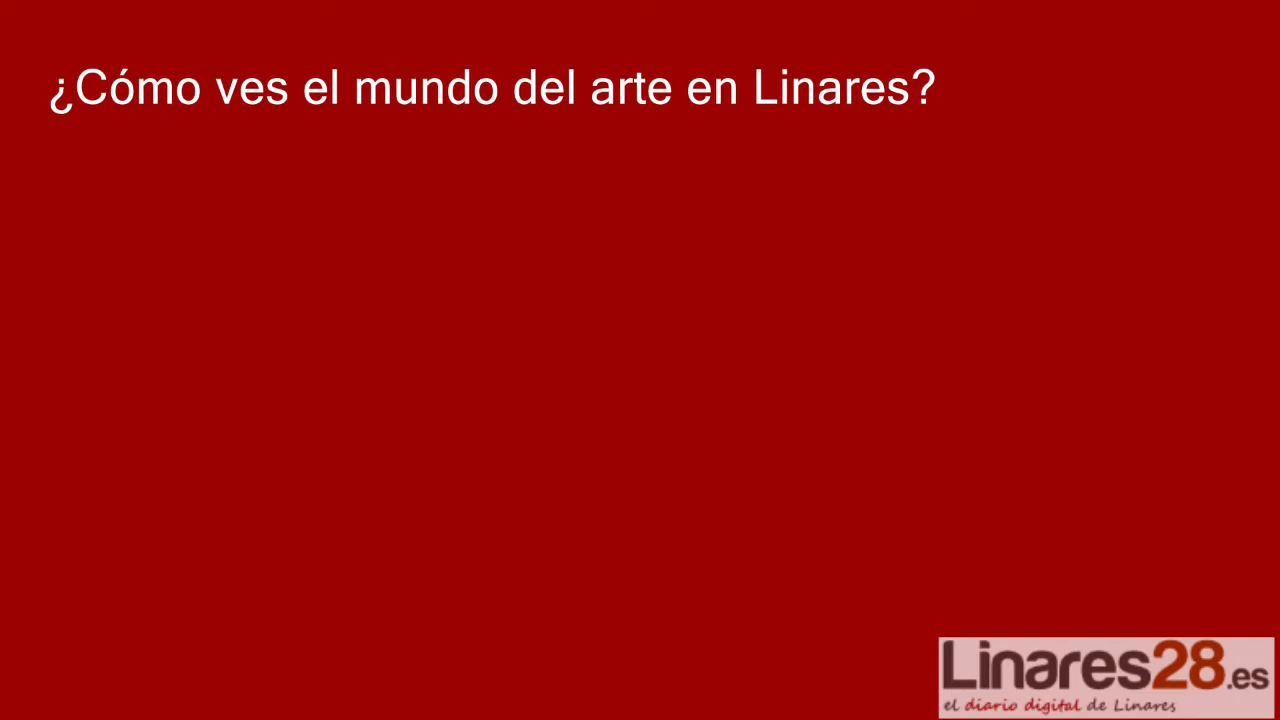 ¿Cómo ves el mundo del arte en Linares?
Linares28.es
el diario digital de Linares